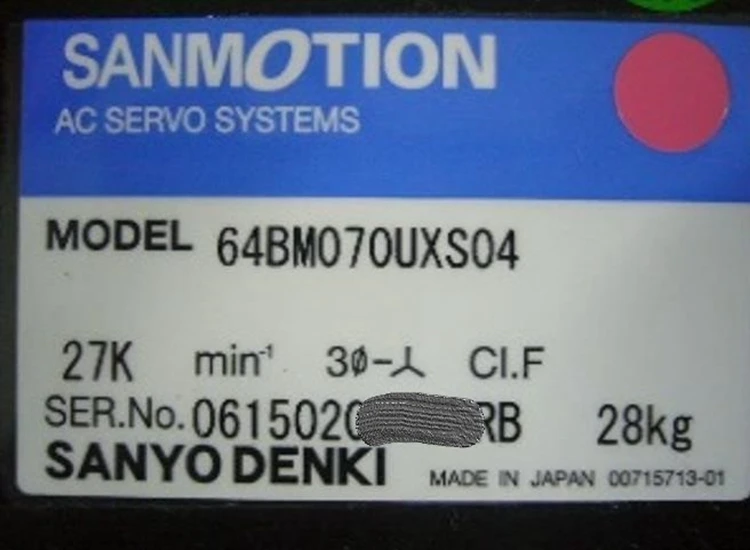 SANMOTION
AC SERVO SYSTEMS
MODEL 64BM070UXS04
27K min⁻¹ 3ø-人 CI.F
SER.No. 061502 RB 28kg
SANYO DENKI MADE IN JAPAN 00715713-01